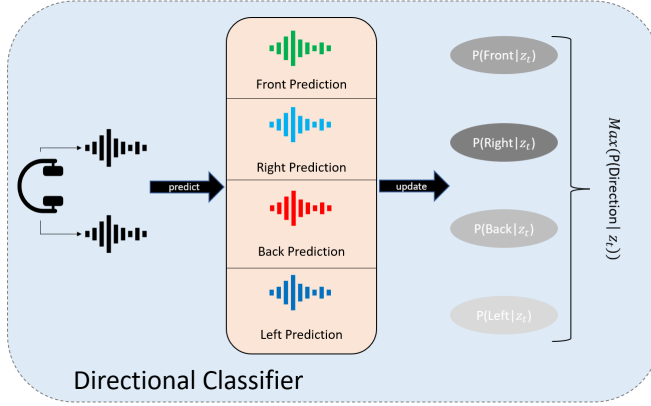 predict
Front Prediction
Right Prediction
Back Prediction
Left Prediction
update
P(Front|z_t)
P(Right|z_t)
P(Back|z_t)
P(Left|z_t)
Max(P(Direction|z_t))
Directional Classifier